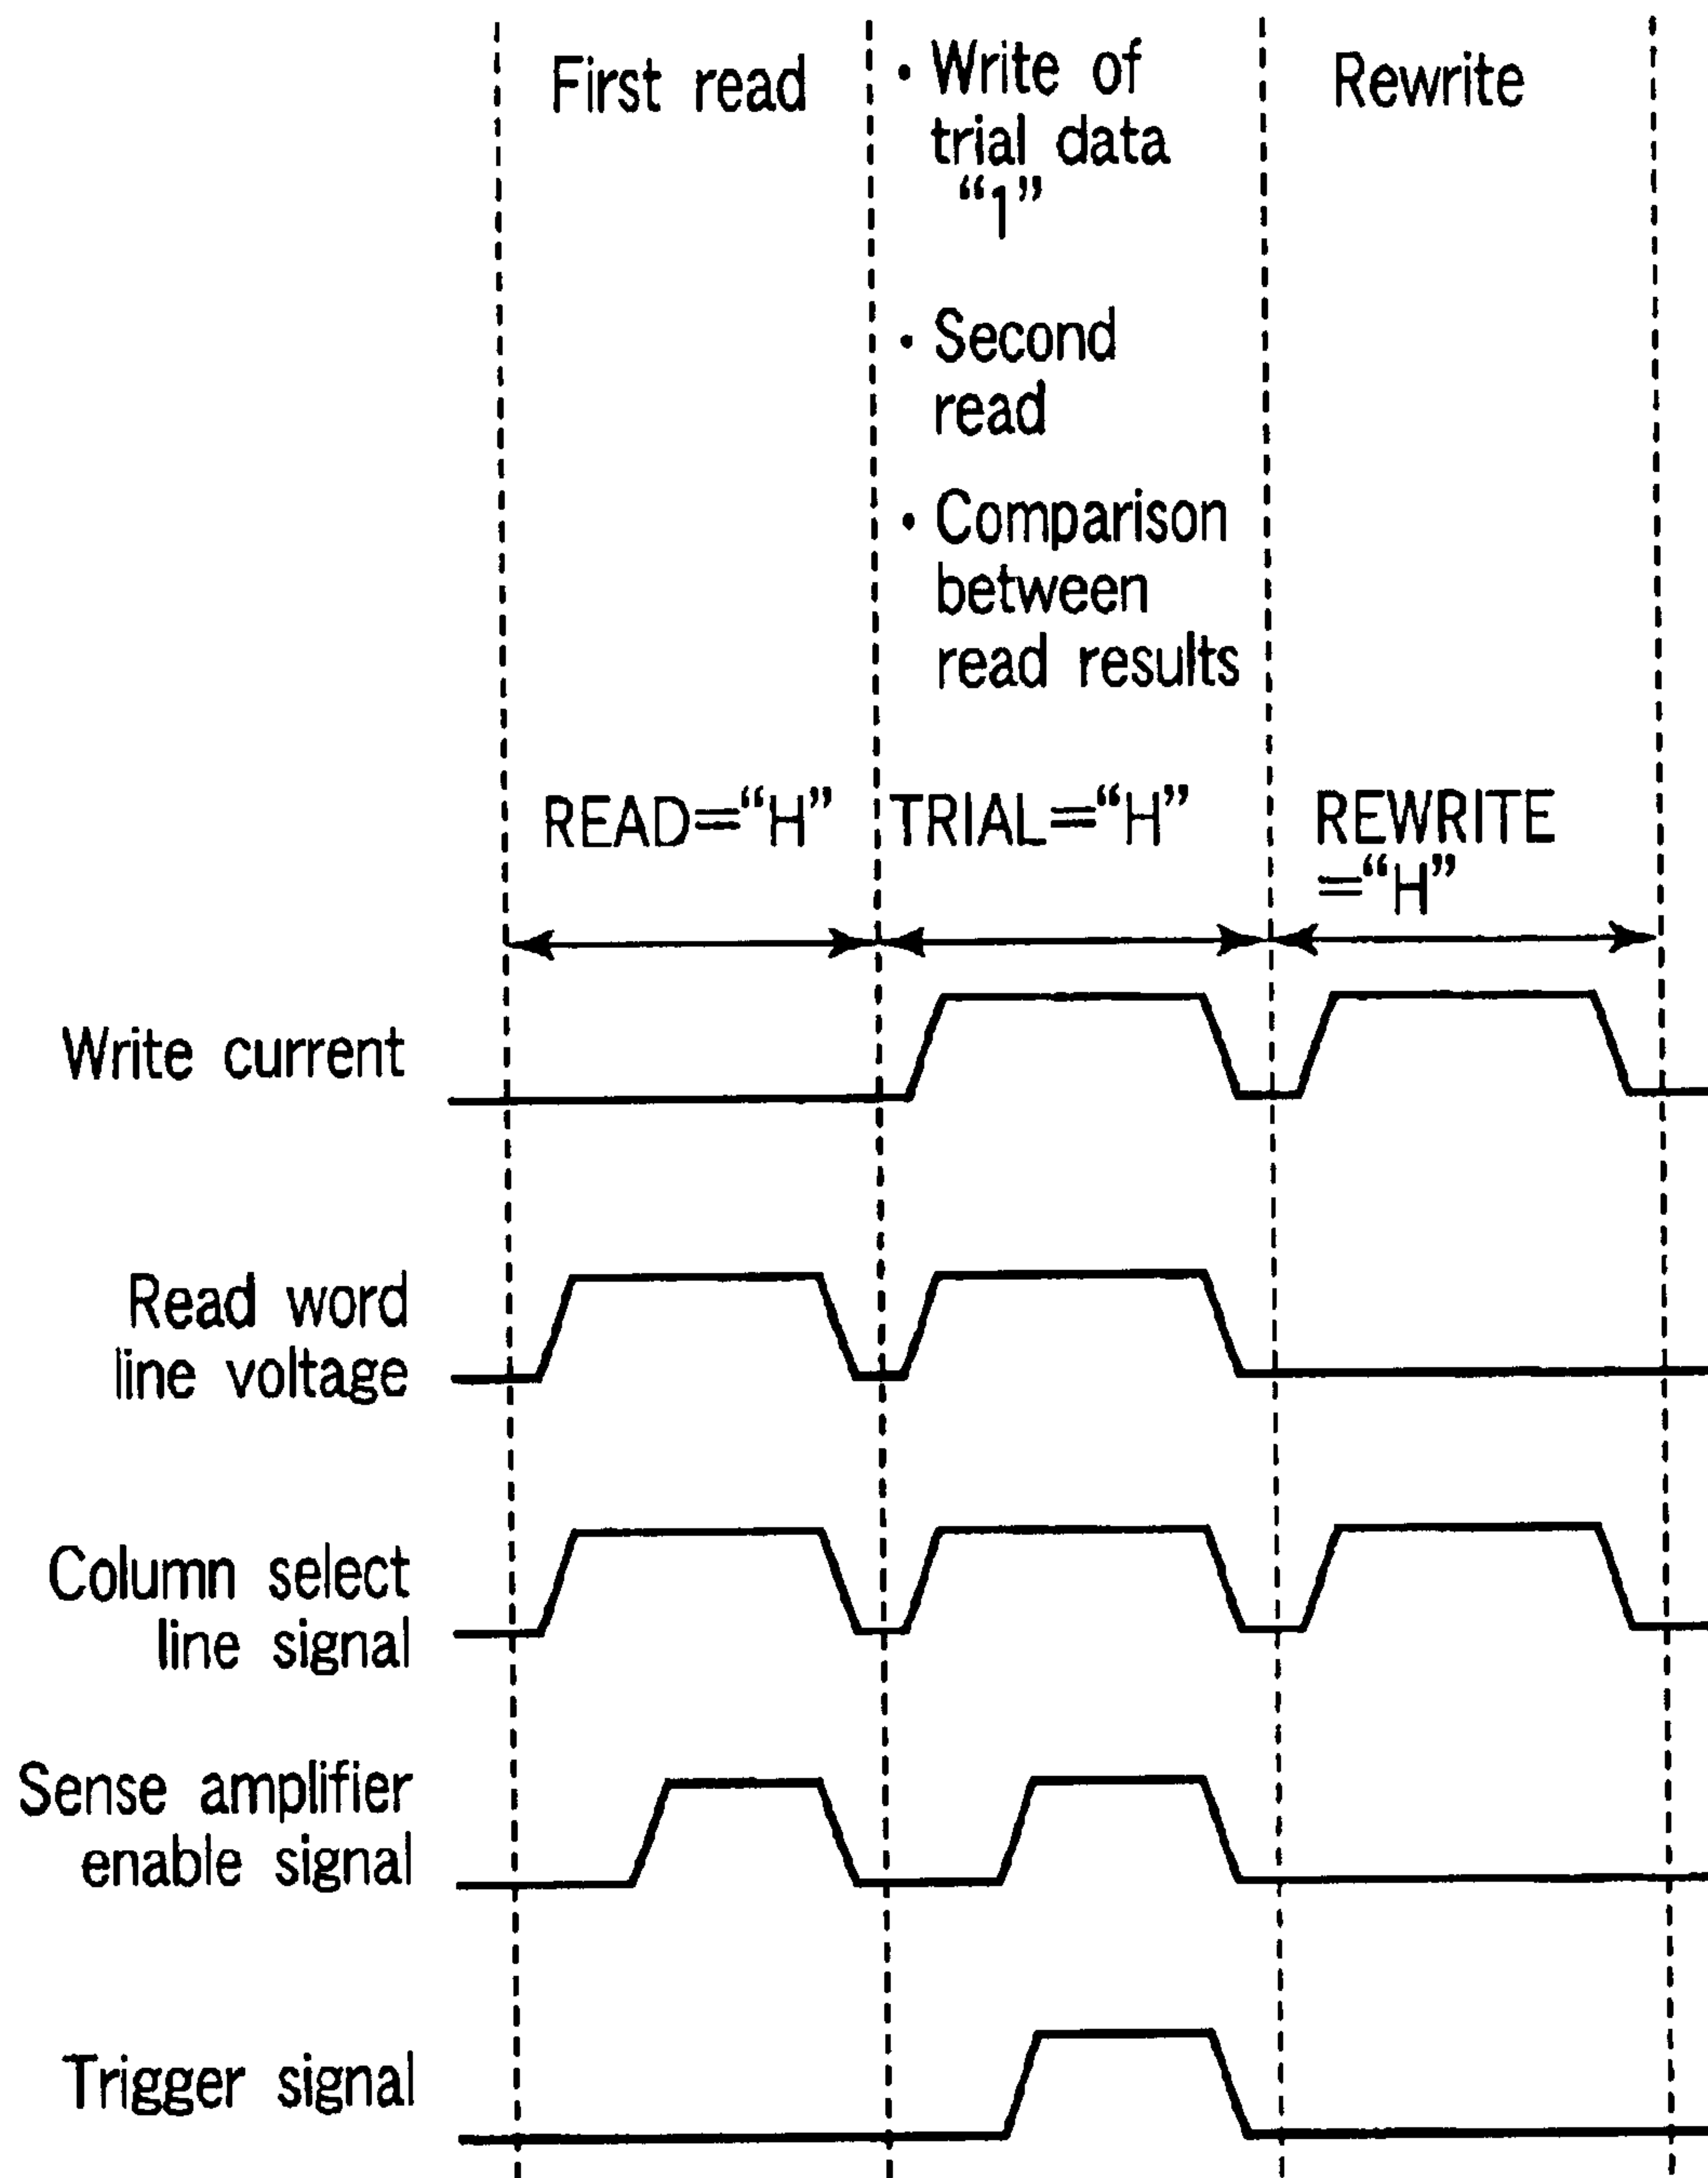 First read
• Write of
trial data
“1”
• Second
read
• Comparison
between
read results
Rewrite
READ=“H”
TRIAL=“H”
REWRITE
=“H”
Write current
Read word
line voltage
Column select
line signal
Sense amplifier
enable signal
Trigger signal